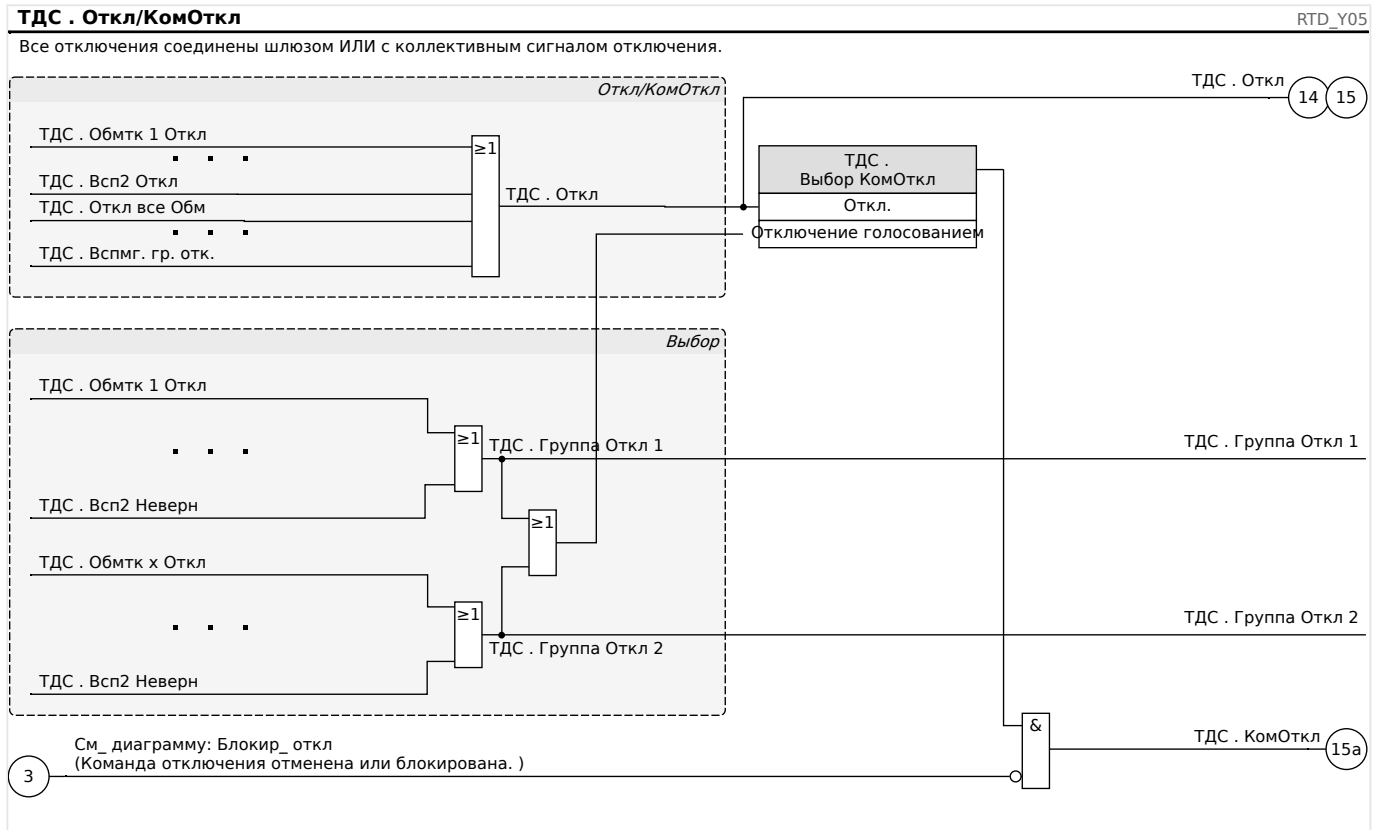 ТДС . Откл/КомОткл
RTD_Y05
Все отключения соединены шлюзом ИЛИ с коллективным сигналом отключения.
Откл/КомОткл
ТДС . Откл
14
15
ТДС . Обмтк 1 Откл
≥1
ТДС .
Выбор КомОткл
ТДС . Всп2 Откл
ТДС . Откл
Откл.
ТДС . Откл все Обм
Отключение голосованием
ТДС . Вспмг. гр. отк.
Выбор
ТДС . Обмтк 1 Откл
≥1
ТДС . Группа Откл 1
ТДС . Группа Откл 1
ТДС . Всп2 Неверн
≥1
ТДС . Обмтк x Откл
≥1
ТДС . Группа Откл 2
ТДС . Группа Откл 2
ТДС . Всп2 Неверн
&
ТДС . КомОткл
15a
См_ диаграмму: Блокир_ откл
(Команда отключения отменена или блокирована. )
3